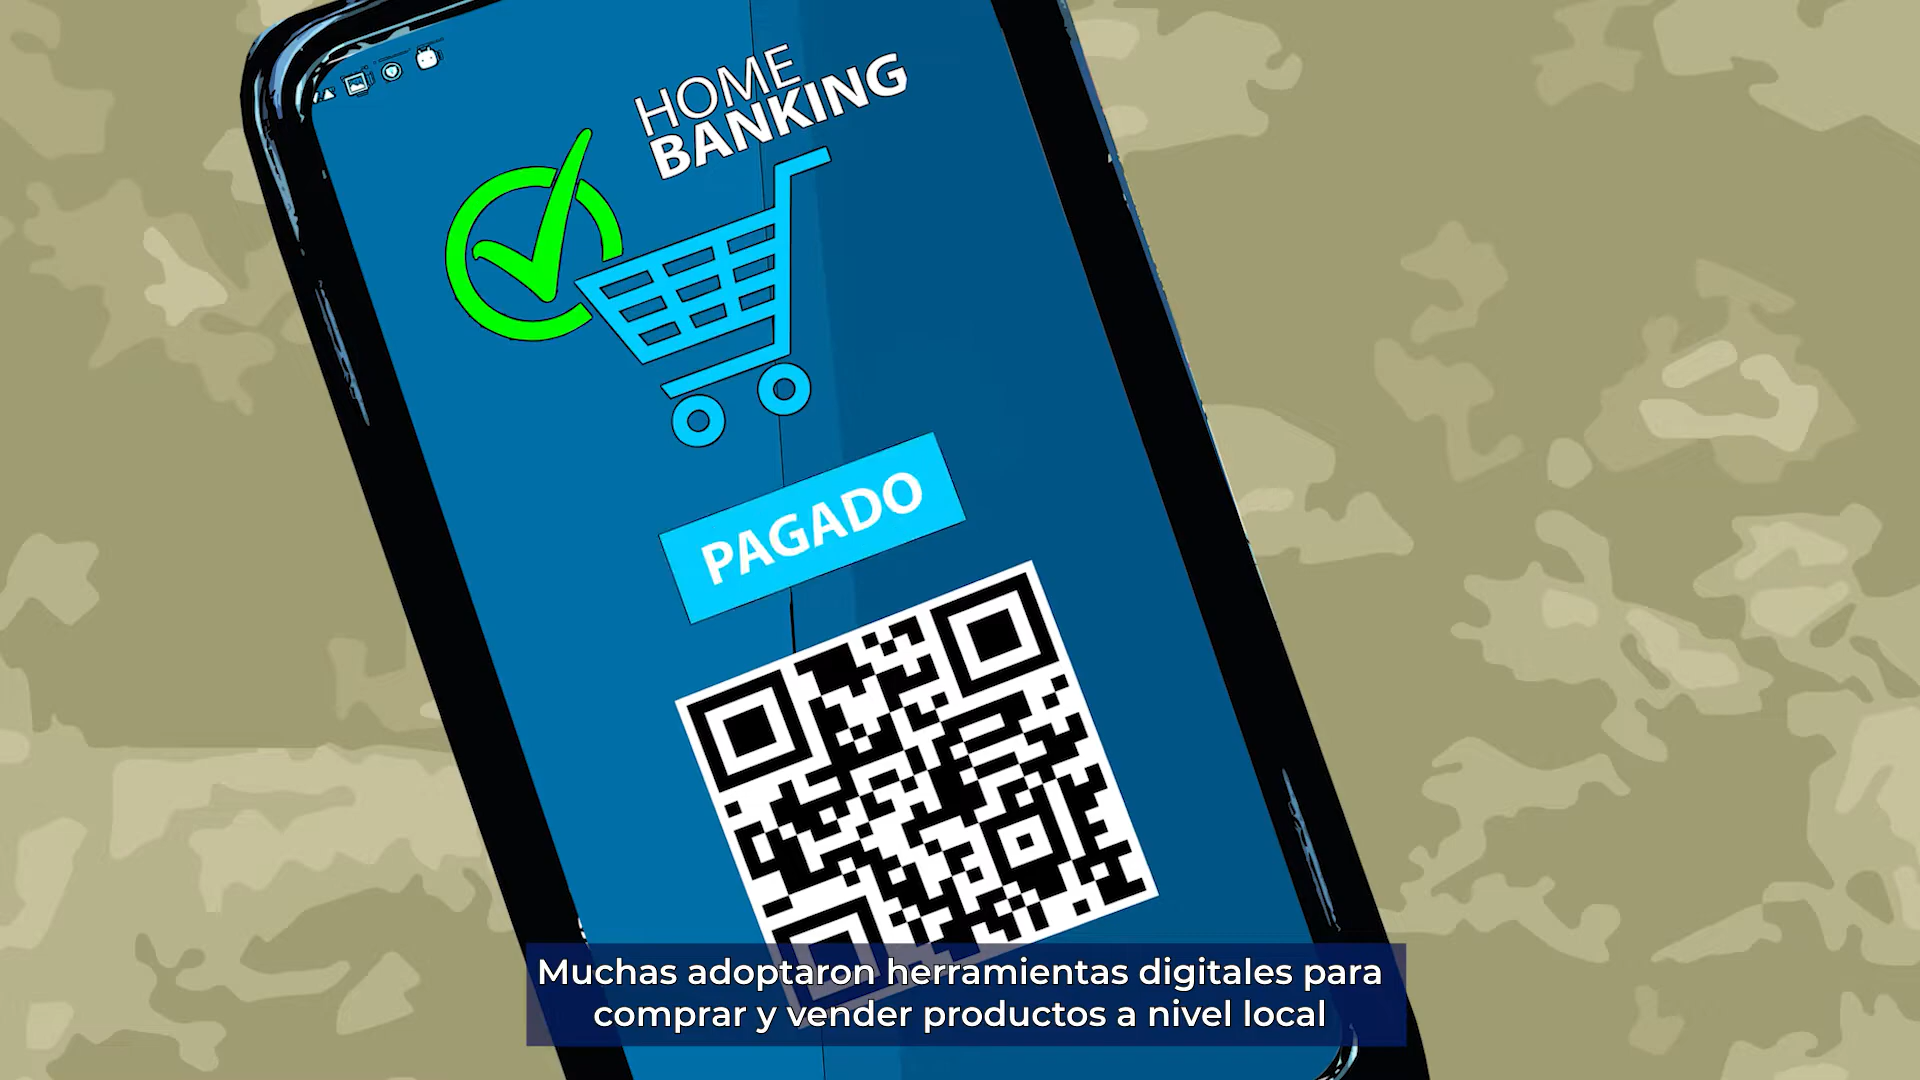 HOME
BANKING
PAGADO
Muchas adoptaron herramientas digitales para
comprar y vender productos a nivel local